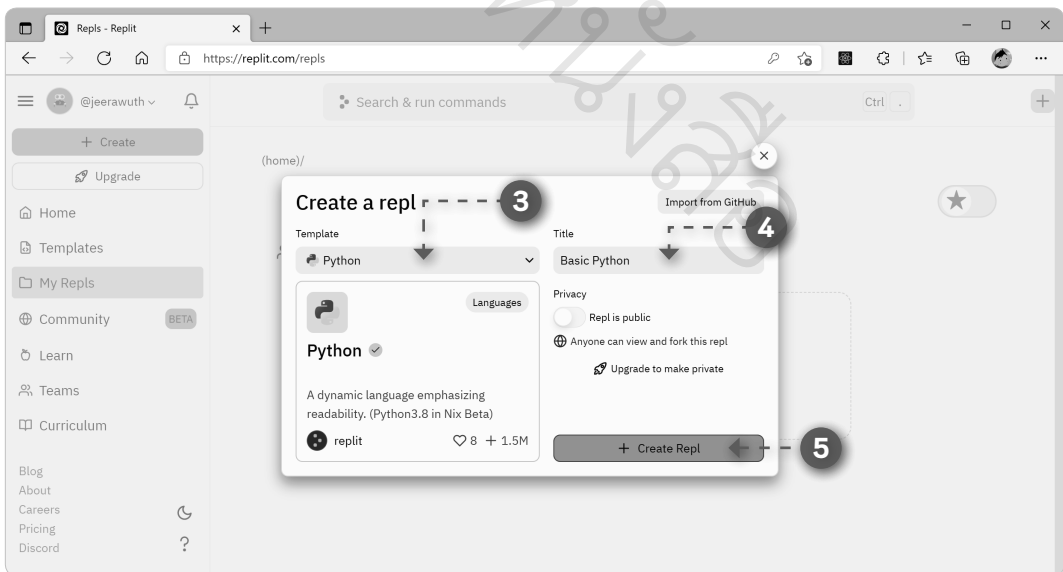 Repls - Replit
https://replit.com/repls
@jeerawuth
Search & run commands
Ctrl .
+ Create
Upgrade
(home)/
Home
Templates
My Repls
Community BETA
Learn
Teams
Curriculum
Blog
About
Careers
Pricing
Discord
Create a repl
3
Import from GitHub
Template
Python
Languages
Python
A dynamic language emphasizing
readability. (Python3.8 in Nix Beta)
replit
8 + 1.5M
Title
4
Basic Python
Privacy
Repl is public
Anyone can view and fork this repl
Upgrade to make private
+ Create Repl
5